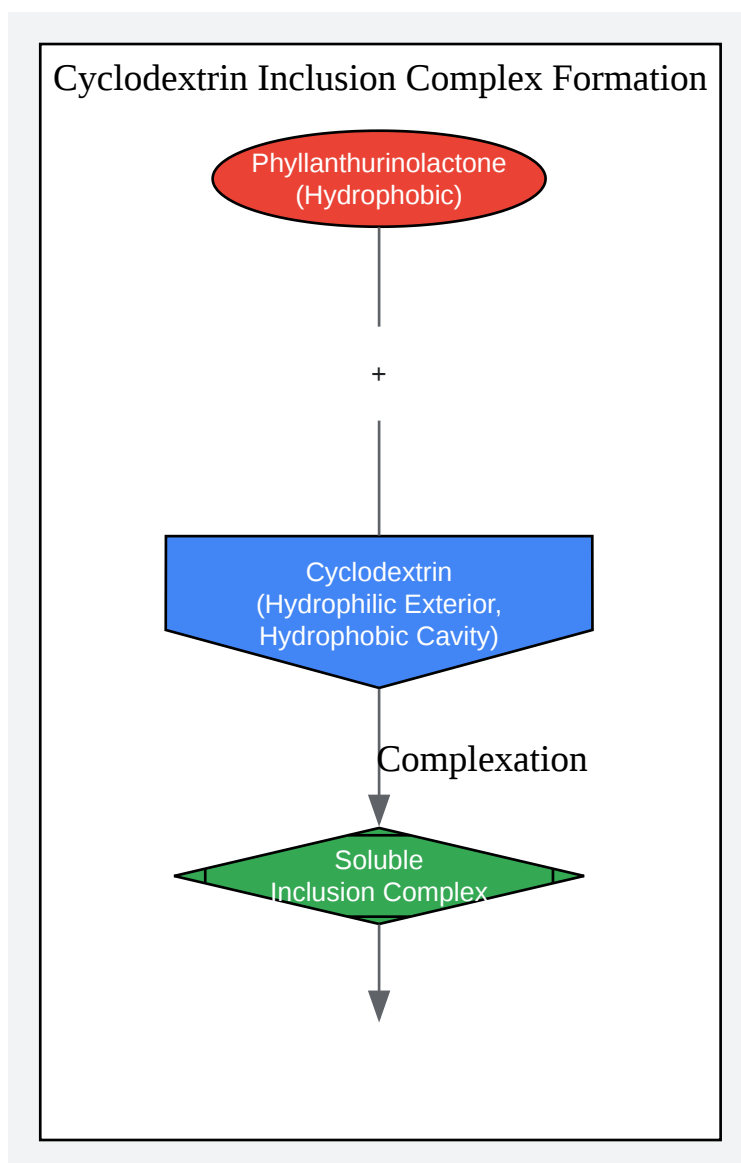 Cyclodextrin Inclusion Complex Formation
Phyllanthurinolactone
(Hydrophobic)
+
Cyclodextrin
(Hydrophilic Exterior,
Hydrophobic Cavity)
Complexation
Soluble
Inclusion Complex